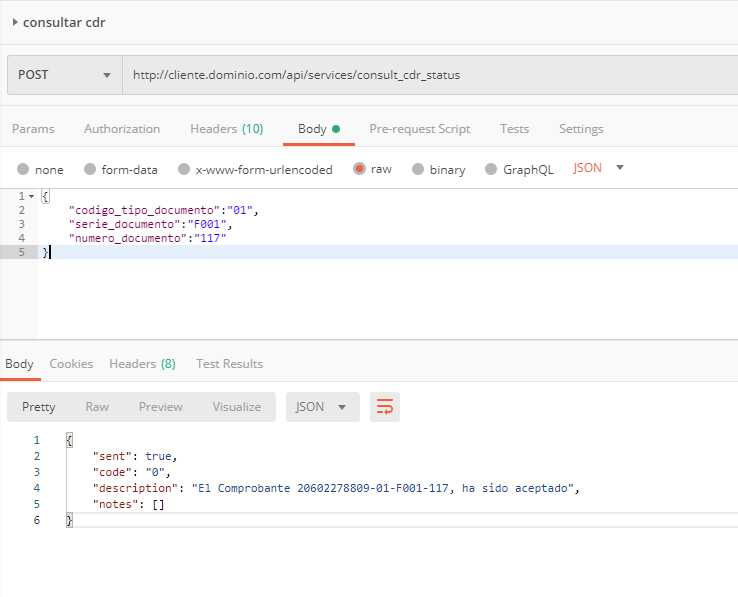 consultar cdr
POST http://cliente.dominio.com/api/services/consult_cdr_status
Params Authorization Headers (10) Body Pre-request Script Tests Settings
none form-data x-www-form-urlencoded raw binary GraphQL JSON
1 {
2 "codigo_tipo_documento":"01",
3 "serie_documento":"F001",
4 "numero_documento":"117"
5 }
Body Cookies Headers (8) Test Results
Pretty Raw Preview Visualize JSON
1 {
2 "sent": true,
3 "code": "0",
4 "description": "El Comprobante 20602278809-01-F001-117, ha sido aceptado",
5 "notes": []
6 }